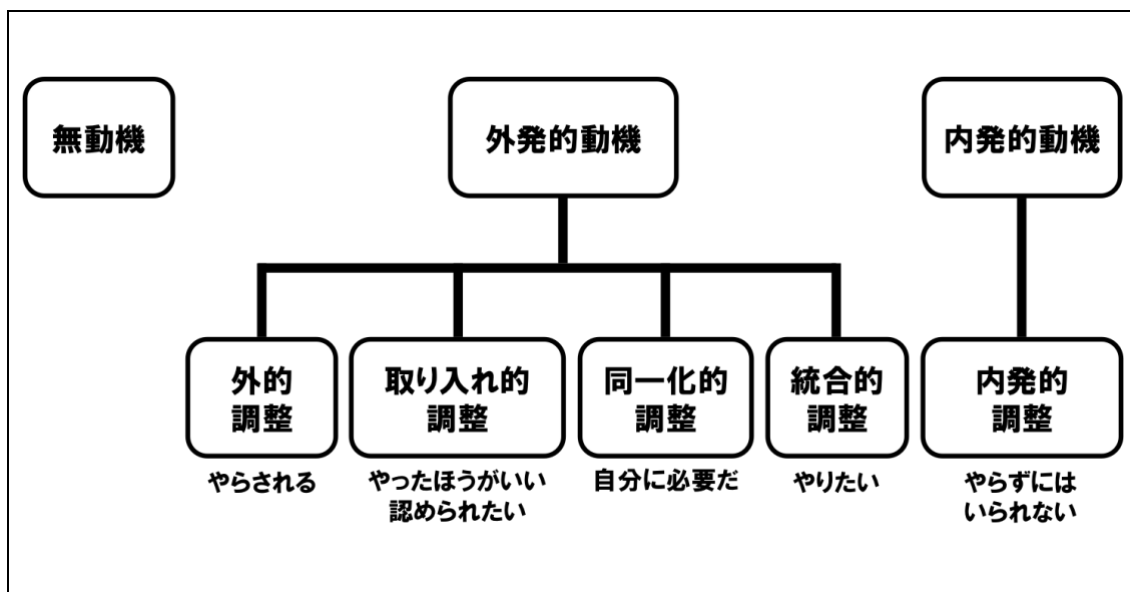 無動機
外発的動機
内発的動機
外的
調整
取り入れ的
調整
同一化的
調整
統合的
調整
内発的
調整
やらされる
やったほうがいい
認められたい
自分に必要だ
やりたい
やらずには
いられない